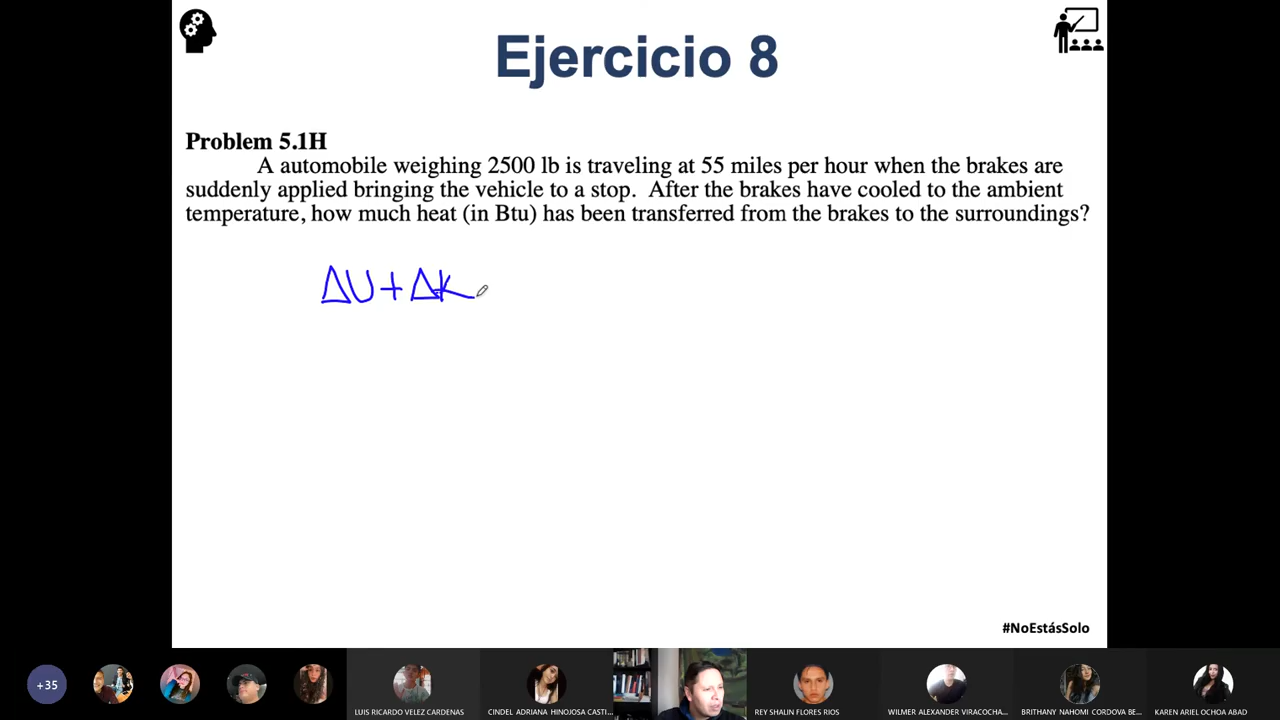 Ejercicio 8
Problem 5.1H
A automobile weighing 2500 lb is traveling at 55 miles per hour when the brakes are
suddenly applied bringing the vehicle to a stop. After the brakes have cooled to the ambient
temperature, how much heat (in Btu) has been transferred from the brakes to the surroundings?
ΔU+ΔK
#NoEstásSolo
+35
LUIS RICARDO VELEZ CARDENAS
CINDEL ADRIANA HINOJOSA CASTI...
REY SHALIN FLORES RIOS
WILMER ALEXANDER VIRACOCHA...
BRITHANY NAHOMI CORDOVA BE...
KAREN ARIEL OCHOA ABAD